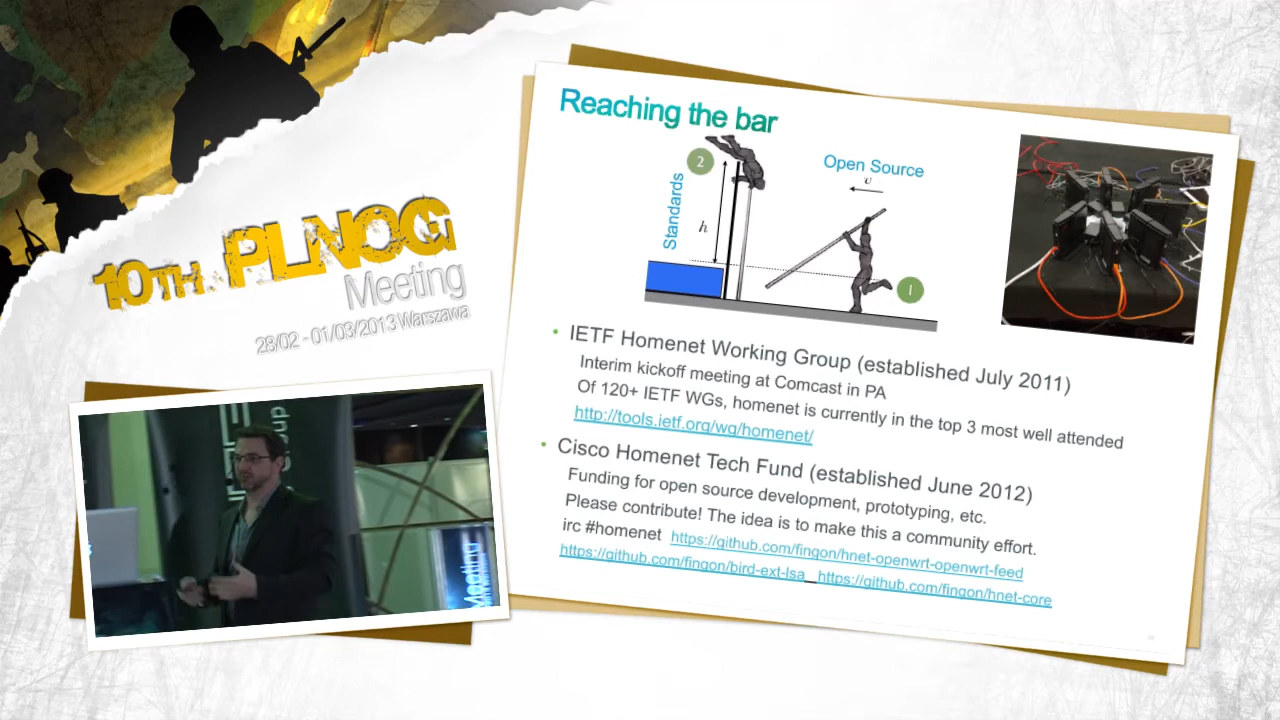 10TH PLNOG
Meeting
28/02 - 01/03/2013 Warszawa
Reaching the bar
2
Standards
h
Open Source
v
1
• IETF Homenet Working Group (established July 2011)
Interim kickoff meeting at Comcast in PA
Of 120+ IETF WGs, homenet is currently in the top 3 most well attended
http://tools.ietf.org/wg/homenet/
• Cisco Homenet Tech Fund (established June 2012)
Funding for open source development, prototyping, etc.
Please contribute! The idea is to make this a community effort.
irc #homenet https://github.com/fingon/hnet-openwrt-openwrt-feed
https://github.com/fingon/bird-ext-lsa https://github.com/fingon/hnet-core
Meeting